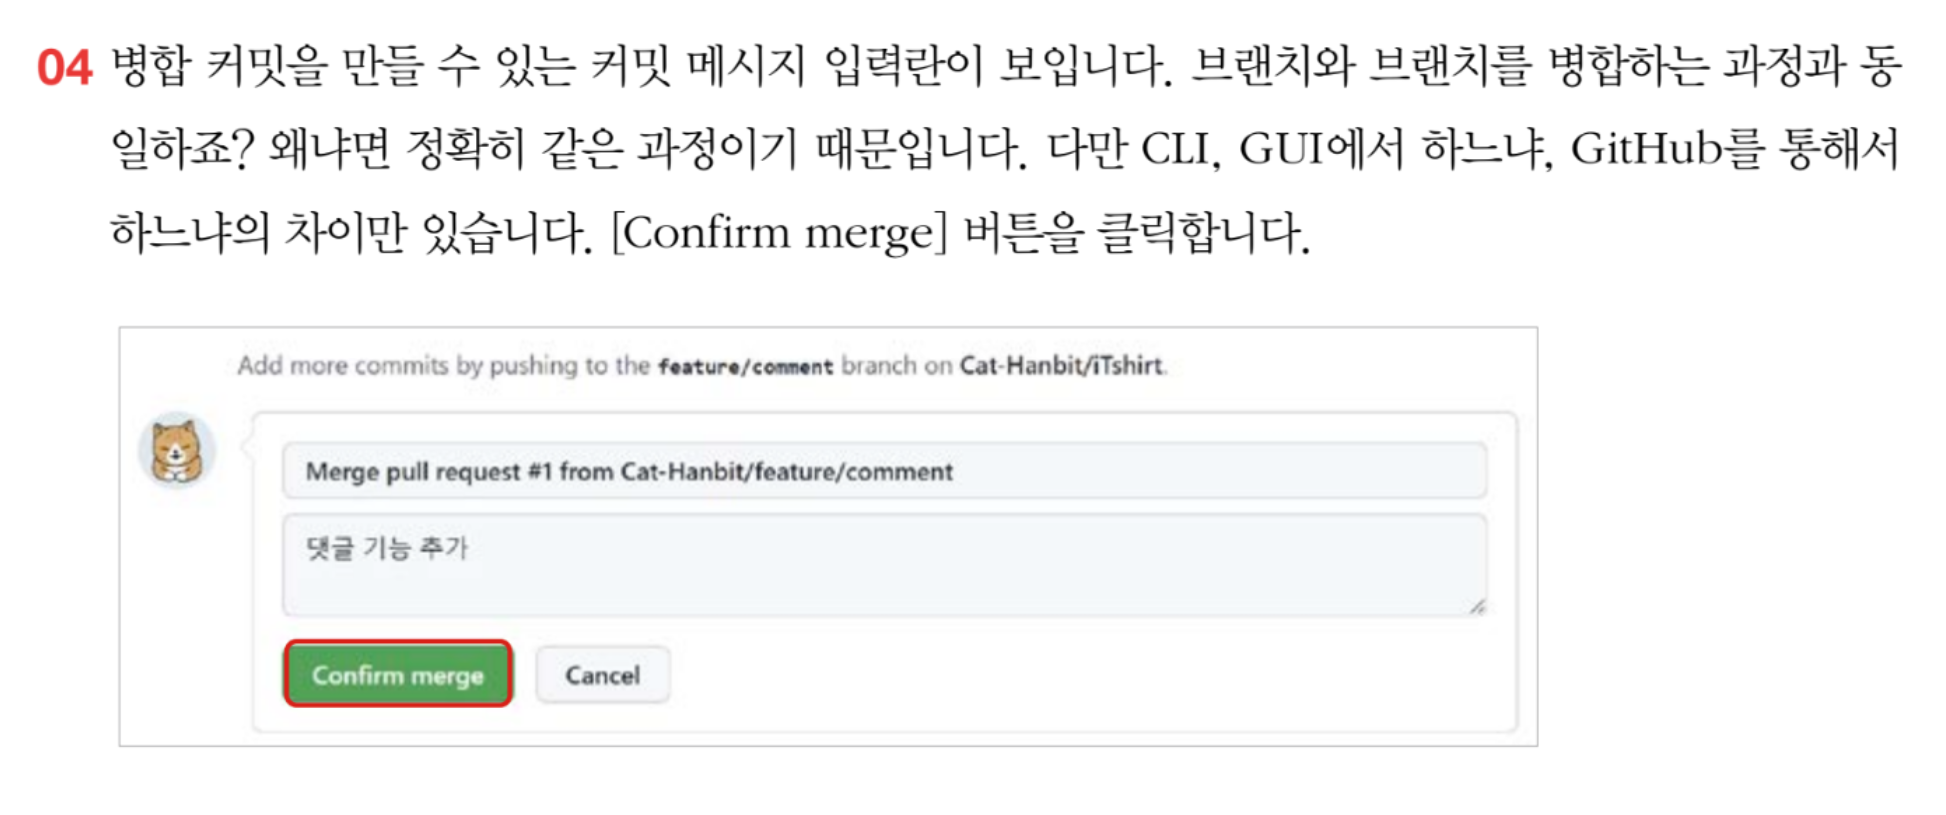 04 병합 커밋을 만들 수 있는 커밋 메시지 입력란이 보입니다. 브랜치와 브랜치를 병합하는 과정과 동
일하죠? 왜냐면 정확히 같은 과정이기 때문입니다. 다만 CLI, GUI에서 하느냐, GitHub를 통해서
하느냐의 차이만 있습니다. [Confirm merge] 버튼을 클릭합니다.
Add more commits by pushing to the feature/comment branch on Cat-Hanbit/iTshirt.
Merge pull request #1 from Cat-Hanbit/feature/comment
댓글 기능 추가
Confirm merge Cancel